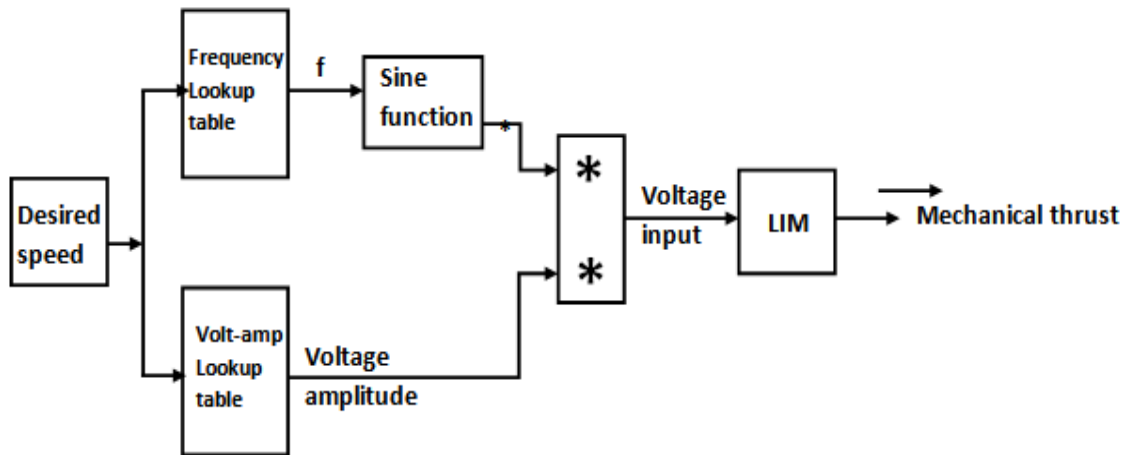 Frequency
Lookup
table
f
Sine
function
*
Desired
speed
*
*
Voltage
input
LIM
Mechanical thrust
Volt-amp
Lookup
table
Voltage
amplitude